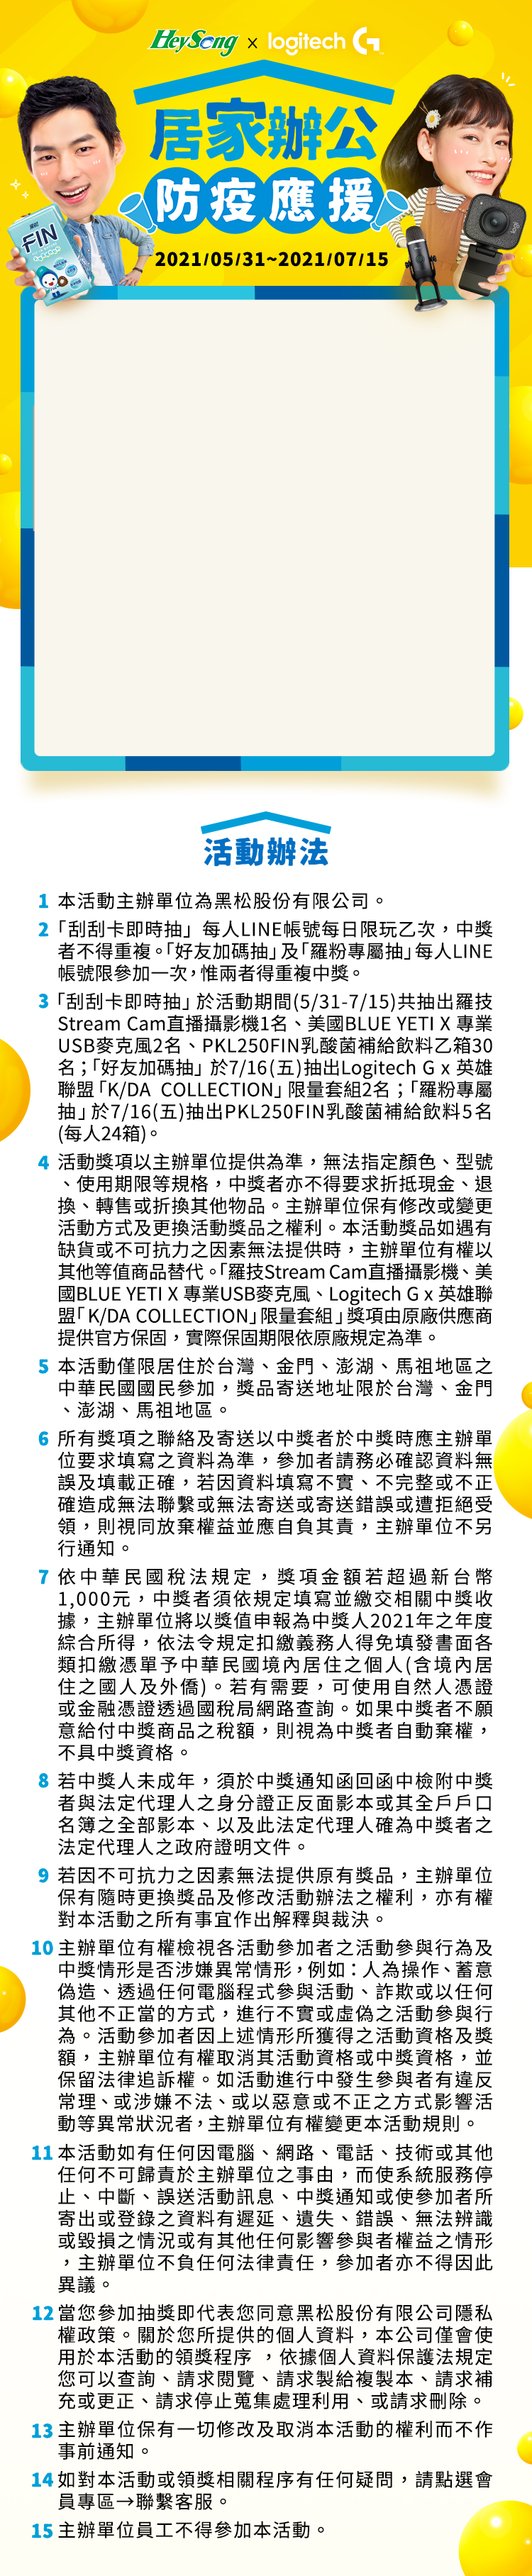 HeySong x logitech G
居家辦公
防疫應援
FIN
logi
2021/05/31~2021/07/15
活動辦法
1 本活動主辦單位為黑松股份有限公司。
2 「刮刮卡即時抽」每人LINE帳號每日限玩乙次，中獎
者不得重複。「好友加碼抽」及「羅粉專屬抽」每人LINE
帳號限參加一次，惟兩者得重複中獎。
3 「刮刮卡即時抽」於活動期間(5/31-7/15)共抽出羅技
Stream Cam直播攝影機1名、美國BLUE YETI X 專業
USB麥克風2名、PKL250FIN乳酸菌補給飲料乙箱30
名；「好友加碼抽」於7/16(五)抽出Logitech G x 英雄
聯盟「K/DA COLLECTION」限量套組2名；「羅粉專屬
抽」於7/16(五)抽出PKL250FIN乳酸菌補給飲料5名
(每人24箱)。
4 活動獎項以主辦單位提供為準，無法指定顏色、型號
、使用期限等規格，中獎者亦不得要求折抵現金、退
換、轉售或折換其他物品。主辦單位保有修改或變更
活動方式及更換活動獎品之權利。本活動獎品如遇有
缺貨或不可抗力之因素無法提供時，主辦單位有權以
其他等值商品替代。「羅技Stream Cam直播攝影機、美
國BLUE YETI X 專業USB麥克風、Logitech G x 英雄聯
盟「K/DA COLLECTION」限量套組」獎項由原廠供應商
提供官方保固，實際保固期限依原廠規定為準。
5 本活動僅限居住於台灣、金門、澎湖、馬祖地區之
中華民國國民參加，獎品寄送地址限於台灣、金門
、澎湖、馬祖地區。
6 所有獎項之聯絡及寄送以中獎者於中獎時應主辦單
位要求填寫之資料為準，參加者請務必確認資料無
誤及填載正確，若因資料填寫不實、不完整或不正
確造成無法聯繫或無法寄送或寄送錯誤或遭拒絕受
領，則視同放棄權益並應自負其責，主辦單位不另
行通知。
7 依中華民國稅法規定，獎項金額若超過新台幣
1,000元，中獎者須依規定填寫並繳交相關中獎收
據，主辦單位將以獎值申報為中獎人2021年之年度
綜合所得，依法令規定扣繳義務人得免填發書面各
類扣繳憑單予中華民國境內居住之個人(含境內居
住之國人及外僑)。若有需要，可使用自然人憑證
或金融憑證透過國稅局網路查詢。如果中獎者不願
意給付中獎商品之稅額，則視為中獎者自動棄權，
不具中獎資格。
8 若中獎人未成年，須於中獎通知函回函中檢附中獎
者與法定代理人之身分證正反面影本或其全戶戶口
名簿之全部影本、以及此法定代理人確為中獎者之
法定代理人之政府證明文件。
9 若因不可抗力之因素無法提供原有獎品，主辦單位
保有隨時更換獎品及修改活動辦法之權利，亦有權
對本活動之所有事宜作出解釋與裁決。
10 主辦單位有權檢視各活動參加者之活動參與行為及
中獎情形是否涉嫌異常情形，例如：人為操作、蓄意
偽造、透過任何電腦程式參與活動、詐欺或以任何
其他不正當的方式，進行不實或虛偽之活動參與行
為。活動參加者因上述情形所獲得之活動資格及獎
額，主辦單位有權取消其活動資格或中獎資格，並
保留法律追訴權。如活動進行中發生參與者有違反
常理、或涉嫌不法、或以惡意或不正之方式影響活
動等異常狀況者，主辦單位有權變更本活動規則。
11 本活動如有任何因電腦、網路、電話、技術或其他
任何不可歸責於主辦單位之事由，而使系統服務停
止、中斷、誤送活動訊息、中獎通知或使參加者所
寄出或登錄之資料有遲延、遺失、錯誤、無法辨識
或毀損之情況或有其他任何影響參與者權益之情形
，主辦單位不負任何法律責任，參加者亦不得因此
異議。
12 當您參加抽獎即代表您同意黑松股份有限公司隱私
權政策。關於您所提供的個人資料，本公司僅會使
用於本活動的領獎程序 ，依據個人資料保護法規定
您可以查詢、請求閱覽、請求製給複製本、請求補
充或更正、請求停止蒐集處理利用、或請求刪除。
13 主辦單位保有一切修改及取消本活動的權利而不作
事前通知。
14 如對本活動或領獎相關程序有任何疑問，請點選會
員專區→聯繫客服。
15 主辦單位員工不得參加本活動。